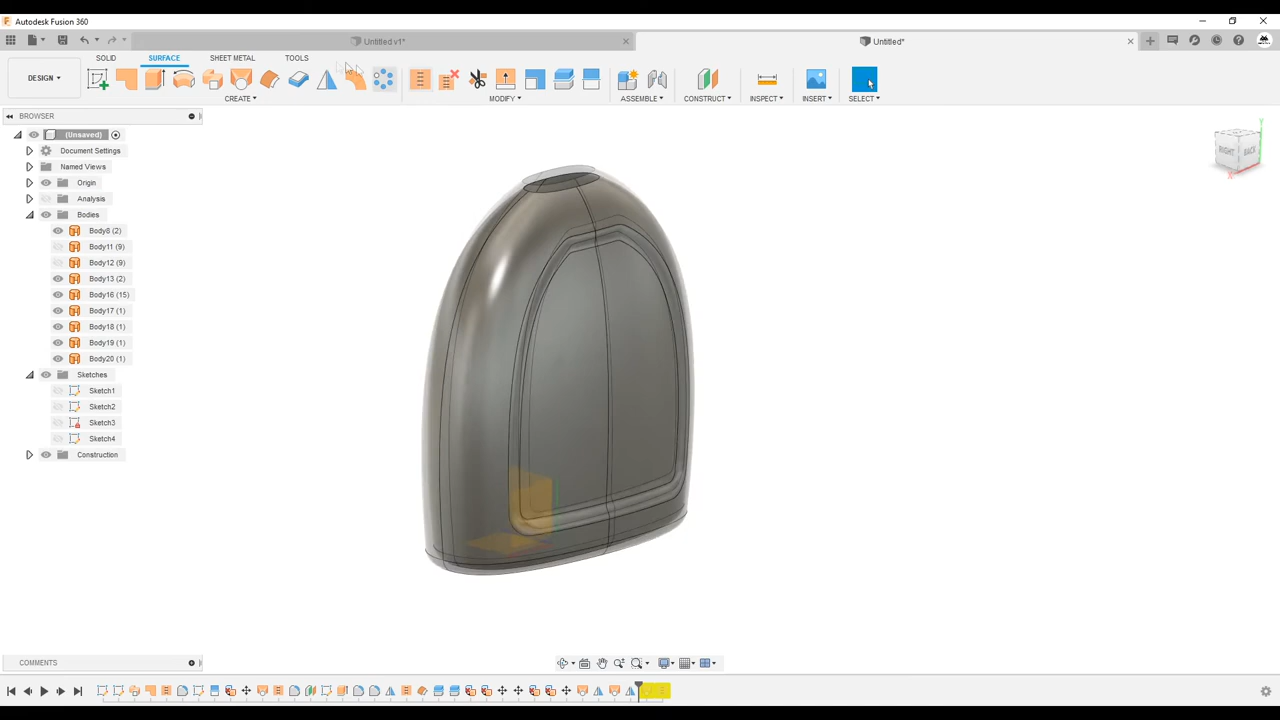 Autodesk Fusion 360
Untitled v1*
Untitled*
SOLID
SURFACE
SHEET METAL
TOOLS
DESIGN
CREATE
MODIFY
ASSEMBLE
CONSTRUCT
INSPECT
INSERT
SELECT
BROWSER
(Unsaved)
Document Settings
Named Views
Origin
Analysis
Bodies
Body8 (2)
Body11 (9)
Body12 (9)
Body13 (2)
Body16 (15)
Body17 (1)
Body18 (1)
Body19 (1)
Body20 (1)
Sketches
Sketch1
Sketch2
Sketch3
Sketch4
Construction
RIGHT
BACK
X
Y
COMMENTS